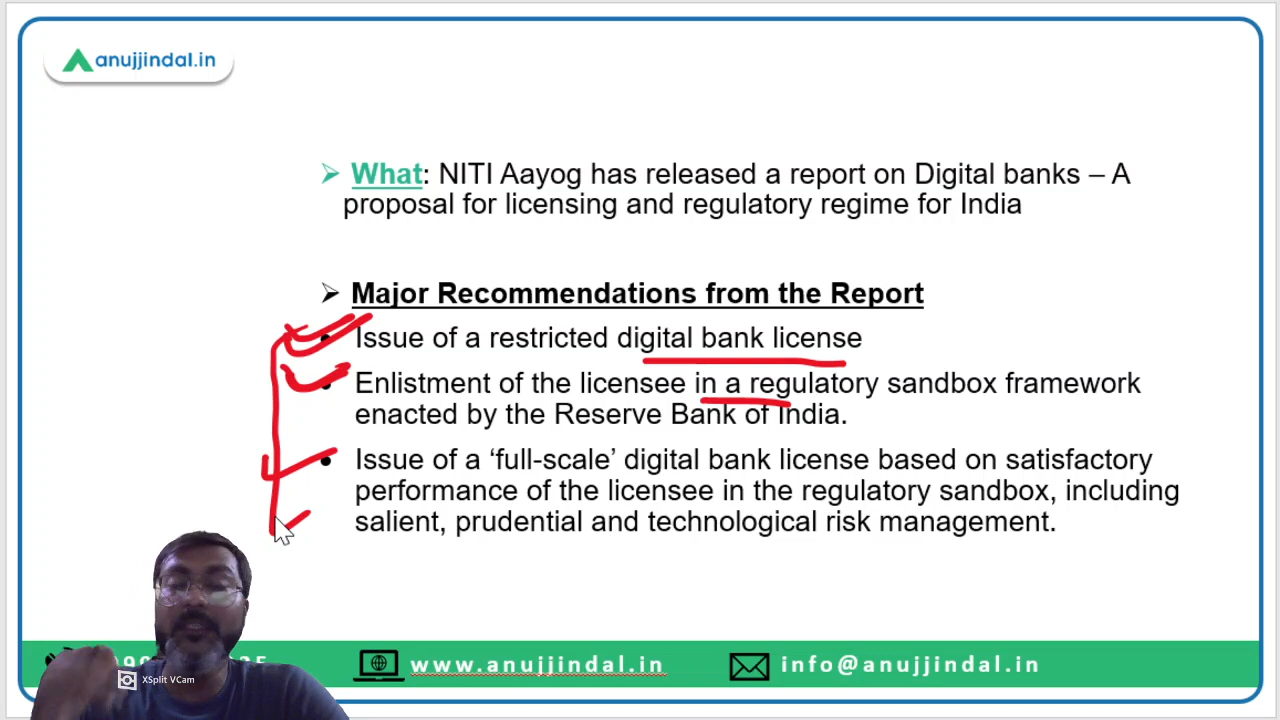 anujjindal.in
What: NITI Aayog has released a report on Digital banks – A
proposal for licensing and regulatory regime for India
Major Recommendations from the Report
Issue of a restricted digital bank license
Enlistment of the licensee in a regulatory sandbox framework
enacted by the Reserve Bank of India.
Issue of a ‘full-scale’ digital bank license based on satisfactory
performance of the licensee in the regulatory sandbox, including
salient, prudential and technological risk management.
www.anujjindal.in
info@anujjindal.in
XSplit VCam